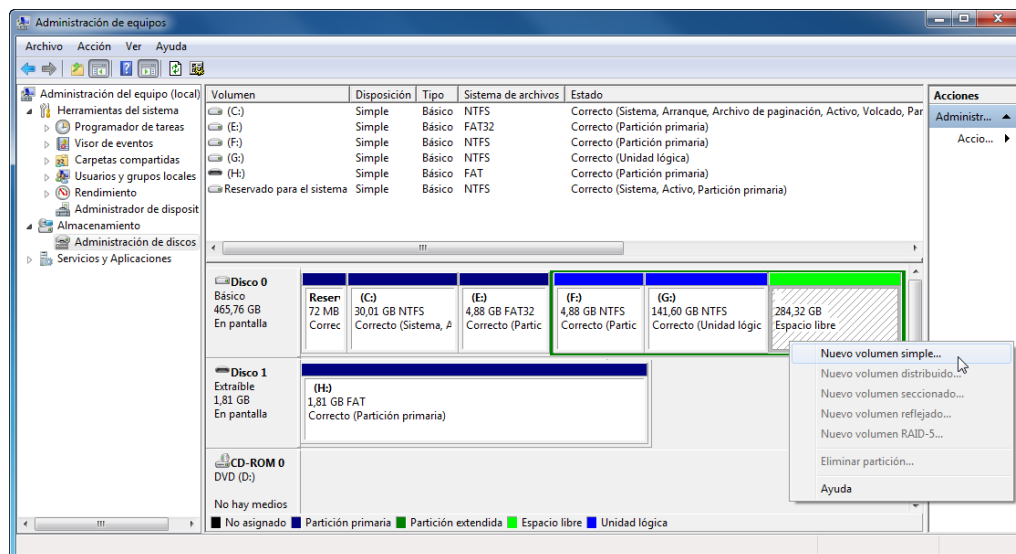 Administración de equipos
Archivo Acción Ver Ayuda
Administración del equipo (local)
Herramientas del sistema
Programador de tareas
Visor de eventos
Carpetas compartidas
Usuarios y grupos locales
Rendimiento
Administrador de disposit
Almacenamiento
Administración de discos
Servicios y Aplicaciones
Volumen Disposición Tipo Sistema de archivos Estado
(C:) Simple Básico NTFS Correcto (Sistema, Arranque, Archivo de paginación, Activo, Volcado, Par
(E:) Simple Básico FAT32 Correcto (Partición primaria)
(F:) Simple Básico NTFS Correcto (Partición primaria)
(G:) Simple Básico NTFS Correcto (Unidad lógica)
(H:) Simple Básico FAT Correcto (Partición primaria)
Reservado para el sistema Simple Básico NTFS Correcto (Sistema, Activo, Partición primaria)
Disco 0
Básico
465,76 GB
En pantalla
Reser
72 MB
Correc
(C:)
30,01 GB NTFS
Correcto (Sistema, A
(E:)
4,88 GB FAT32
Correcto (Partic
(F:)
4,88 GB NTFS
Correcto (Partic
(G:)
141,60 GB NTFS
Correcto (Unidad lógic
284,32 GB
Espacio libre
Disco 1
Extraíble
1,81 GB
En pantalla
(H:)
1,81 GB FAT
Correcto (Partición primaria)
CD-ROM 0
DVD (D:)
No hay medios
No asignado Partición primaria Partición extendida Espacio libre Unidad lógica
Acciones
Administr...
Accio...
Nuevo volumen simple...
Nuevo volumen distribuido...
Nuevo volumen seccionado...
Nuevo volumen reflejado...
Nuevo volumen RAID-5...
Eliminar partición...
Ayuda